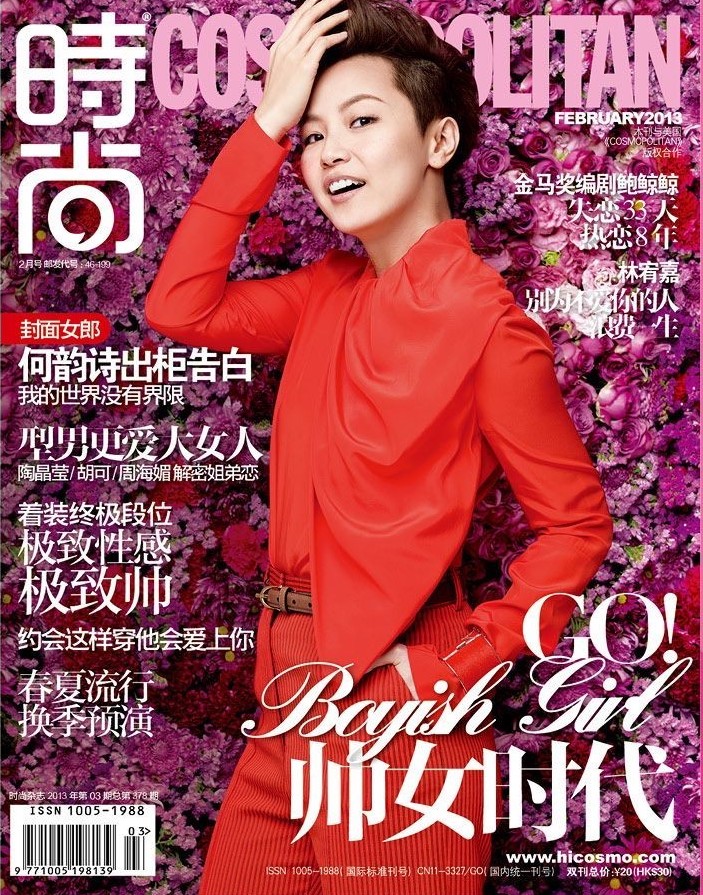 時尚®
COSMOPOLITAN
FEBRUARY2013
本刊与美国
《COSMOPOLITAN》
版权合作
2月号 邮发代号:46-199
金马奖编剧鲍鲸鲸
失恋33天
热恋8年
林宥嘉
别为不爱你的人
浪费一生
封面女郎
何韵诗出柜告白
我的世界没有界限
型男更爱大女人
陶晶莹/胡可/周海媚 解密姐弟恋
着装终极段位
极致性感
极致帅
约会这样穿他会爱上你
春夏流行
换季预演
GO!
Boyish Girl
帅女时代
时尚杂志 2013 年第 03 期总第 378 期
ISSN 1005-1988
03>
9 771005 198139
www.hicosmo.com
ISSN 1005-1988(国际标准刊号) CN11-3327/GO(国内统一刊号) 双刊总价:¥20(HK$30)